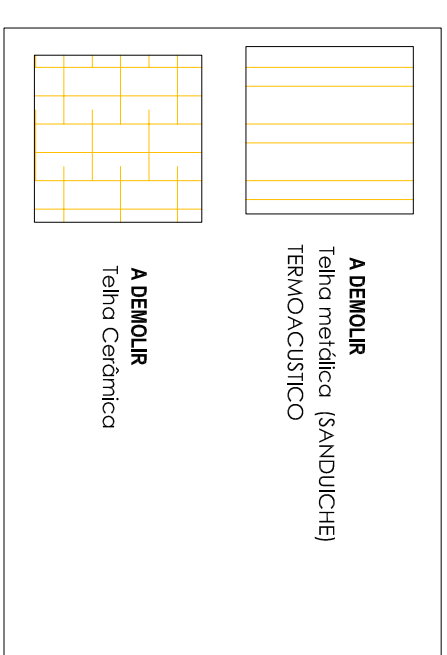 A DEMOLIR
Telha metálica (SANDUICHE)
TERMOACUSTICO
A DEMOLIR
Telha Cerâmica